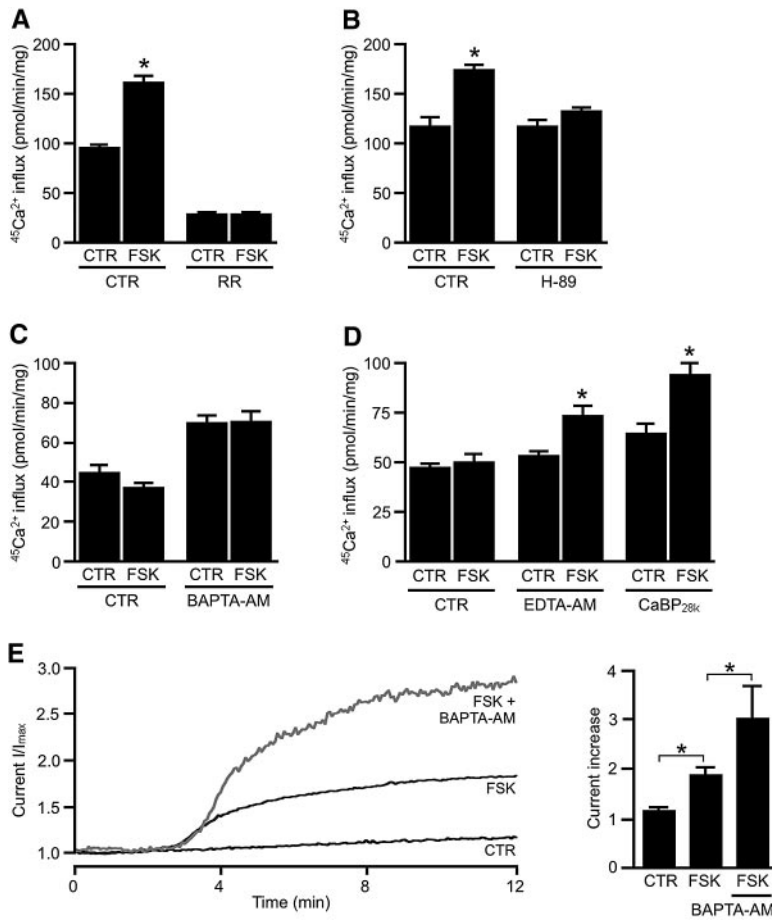 A
⁴⁵Ca²⁺ influx (pmol/min/mg)
200
150
100
50
0
CTR FSK CTR FSK
CTR RR
B
⁴⁵Ca²⁺ influx (pmol/min/mg)
200
150
100
50
0
*
*
CTR FSK CTR FSK
CTR H-89
C
⁴⁵Ca²⁺ influx (pmol/min/mg)
100
80
60
40
20
0
CTR FSK CTR FSK
CTR BAPTA-AM
D
⁴⁵Ca²⁺ influx (pmol/min/mg)
100
75
50
25
0
*
*
CTR FSK CTR FSK CTR FSK
CTR EDTA-AM CaBP₂₈ₖ
E
Current I/Imax
3.0
2.5
2.0
1.5
1.0
FSK +
BAPTA-AM
FSK
CTR
0 4 8 12
Time (min)
Current increase
4
3
2
1
0
*
*
CTR FSK FSK
BAPTA-AM